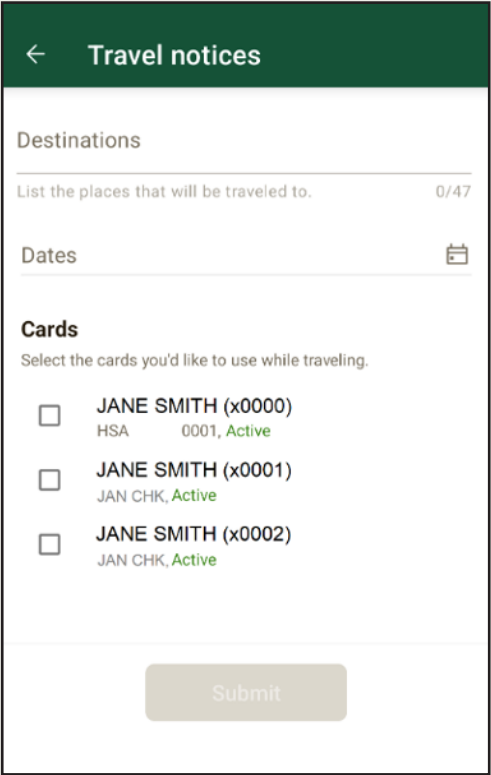 Travel notices
Destinations
List the places that will be traveled to. 0/47
Dates
Cards
Select the cards you'd like to use while traveling.
JANE SMITH (x0000)
HSA 0001, Active
JANE SMITH (x0001)
JAN CHK, Active
JANE SMITH (x0002)
JAN CHK, Active
Submit